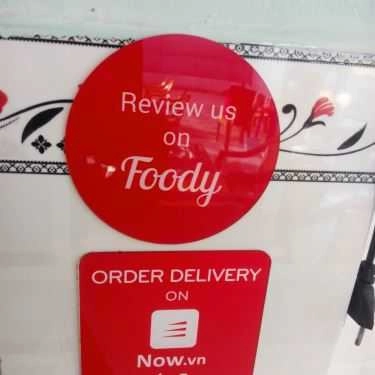 Review us
on
Foody
ORDER DELIVERY
ON
Now.vn